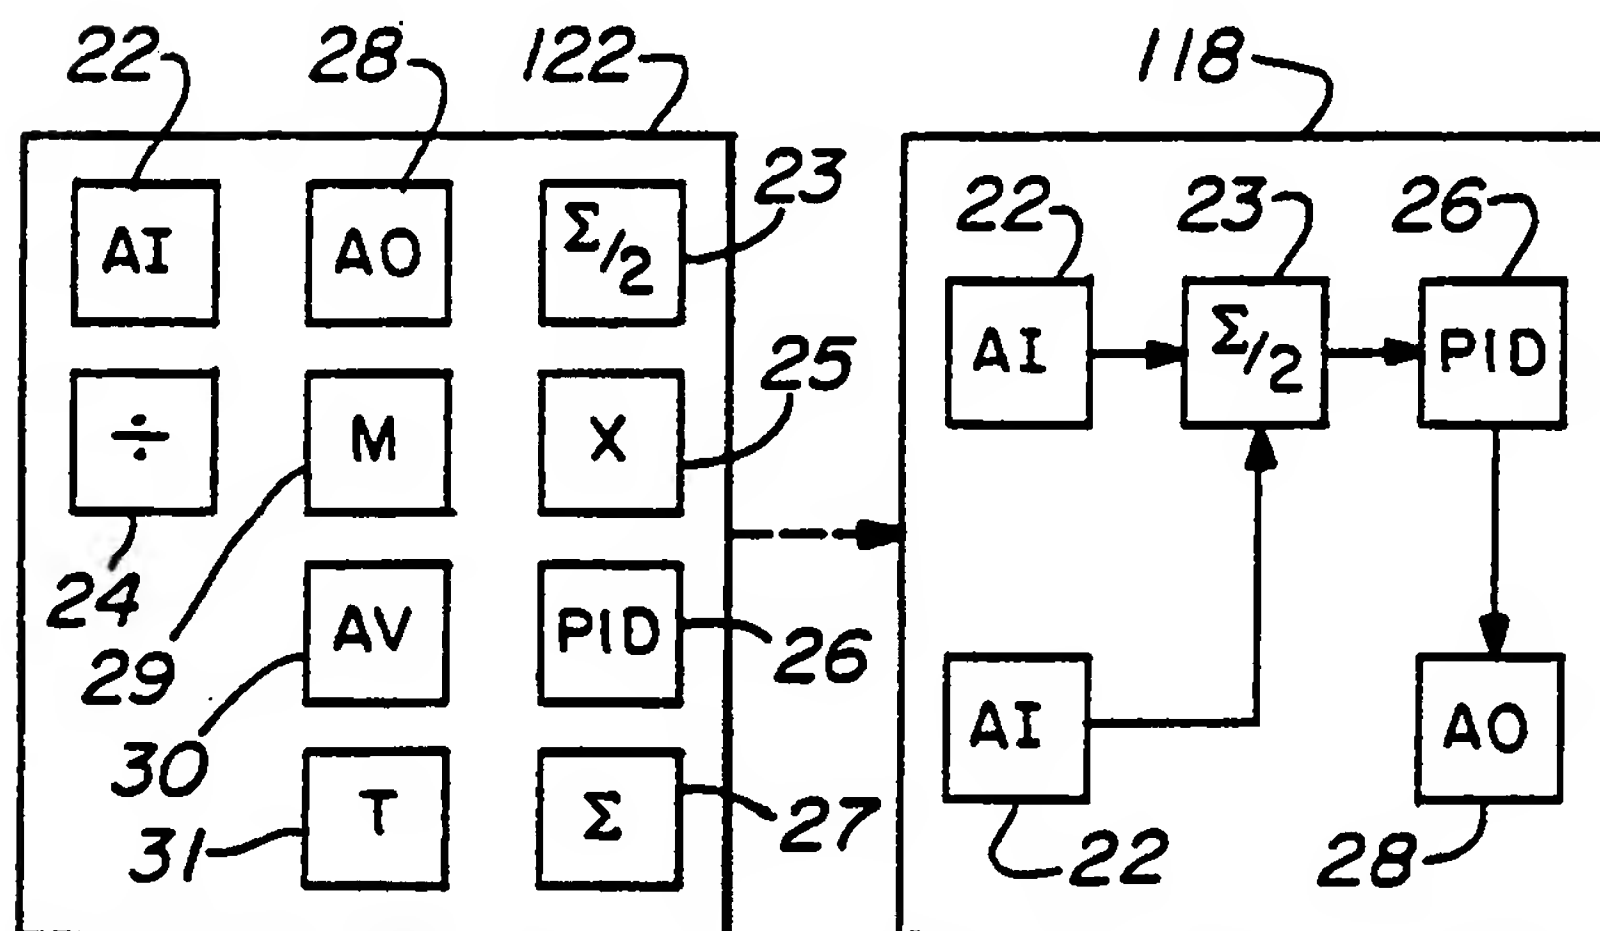 22 28 122 118
23
22 23 26
AI AO Σ/2
AI Σ/2 PID
25
÷ M X
24
AV PID
29 26
AI AO
30
T Σ
31 27
22 28